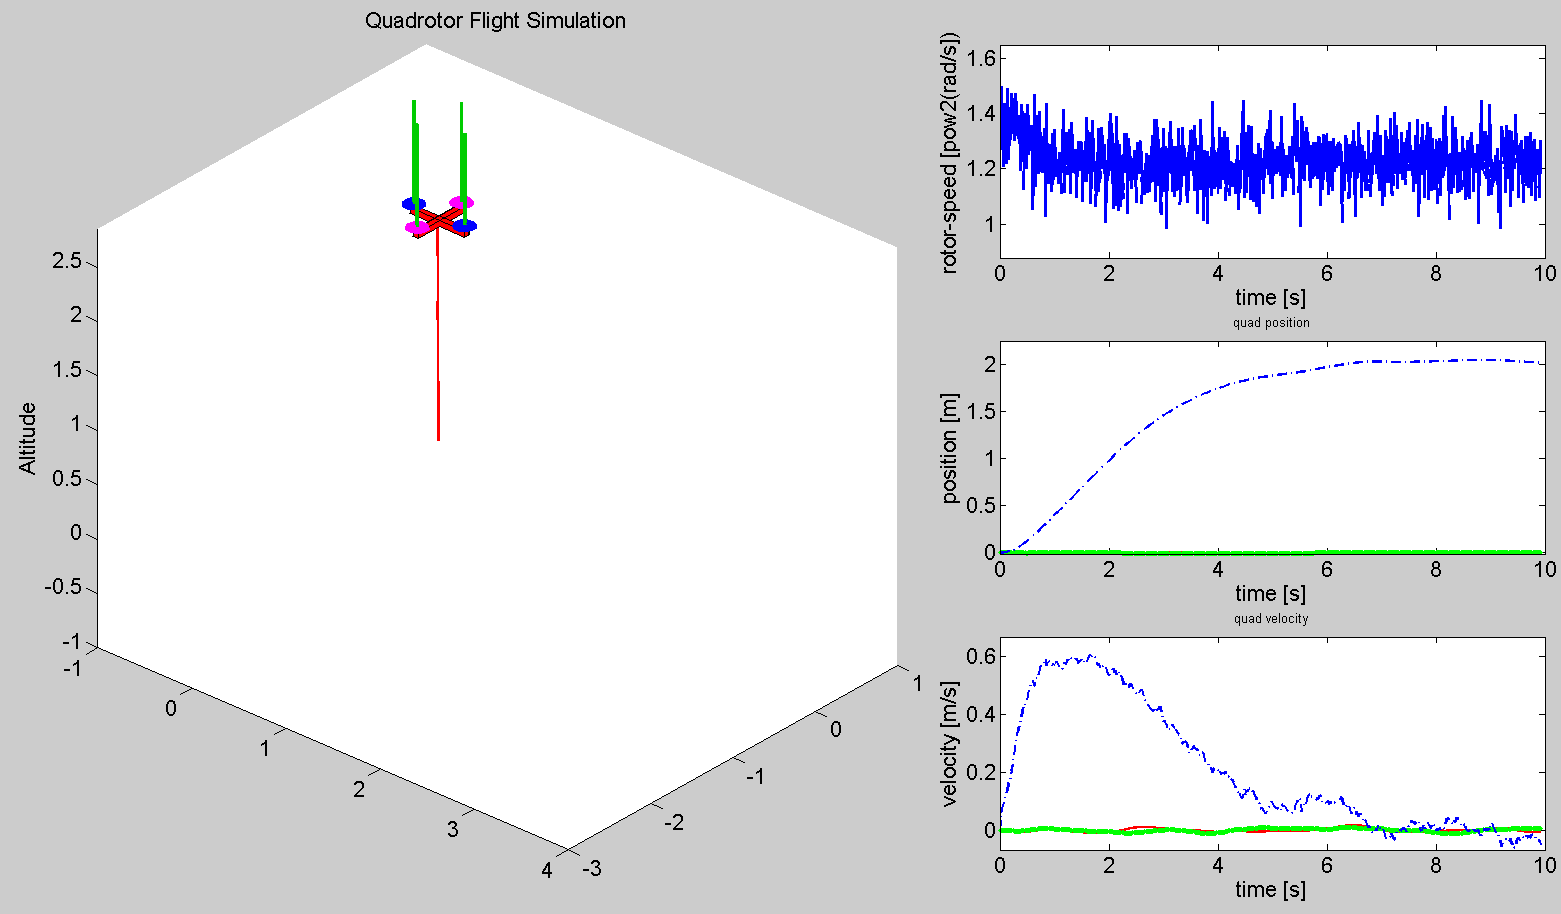 Quadrotor Flight Simulation
Altitude
2.5
2
1.5
1
0.5
0
-0.5
-1
-1
0
1
2
3
4
-3
-2
-1
0
1
rotor-speed [pow2(rad/s])
1.6
1.4
1.2
1
0 2 4 6 8 10
time [s]
quad position
position [m]
2
1.5
1
0.5
0
0 2 4 6 8 10
time [s]
quad velocity
velocity [m/s]
0.6
0.4
0.2
0
0 2 4 6 8 10
time [s]